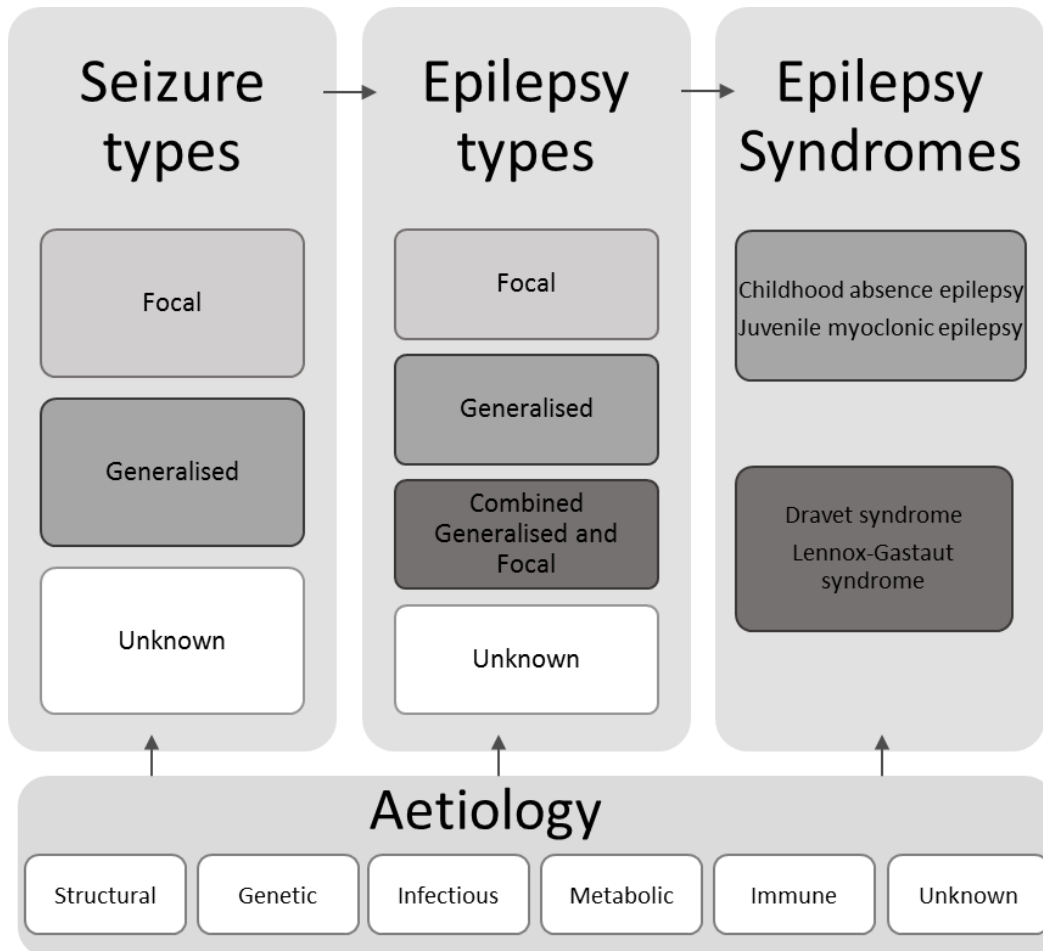 Seizure
types
Focal
Generalised
Unknown
Epilepsy
types
Focal
Generalised
Combined
Generalised and
Focal
Unknown
Epilepsy
Syndromes
Childhood absence epilepsy
Juvenile myoclonic epilepsy
Dravet syndrome
Lennox-Gastaut
syndrome
Aetiology
Structural
Genetic
Infectious
Metabolic
Immune
Unknown